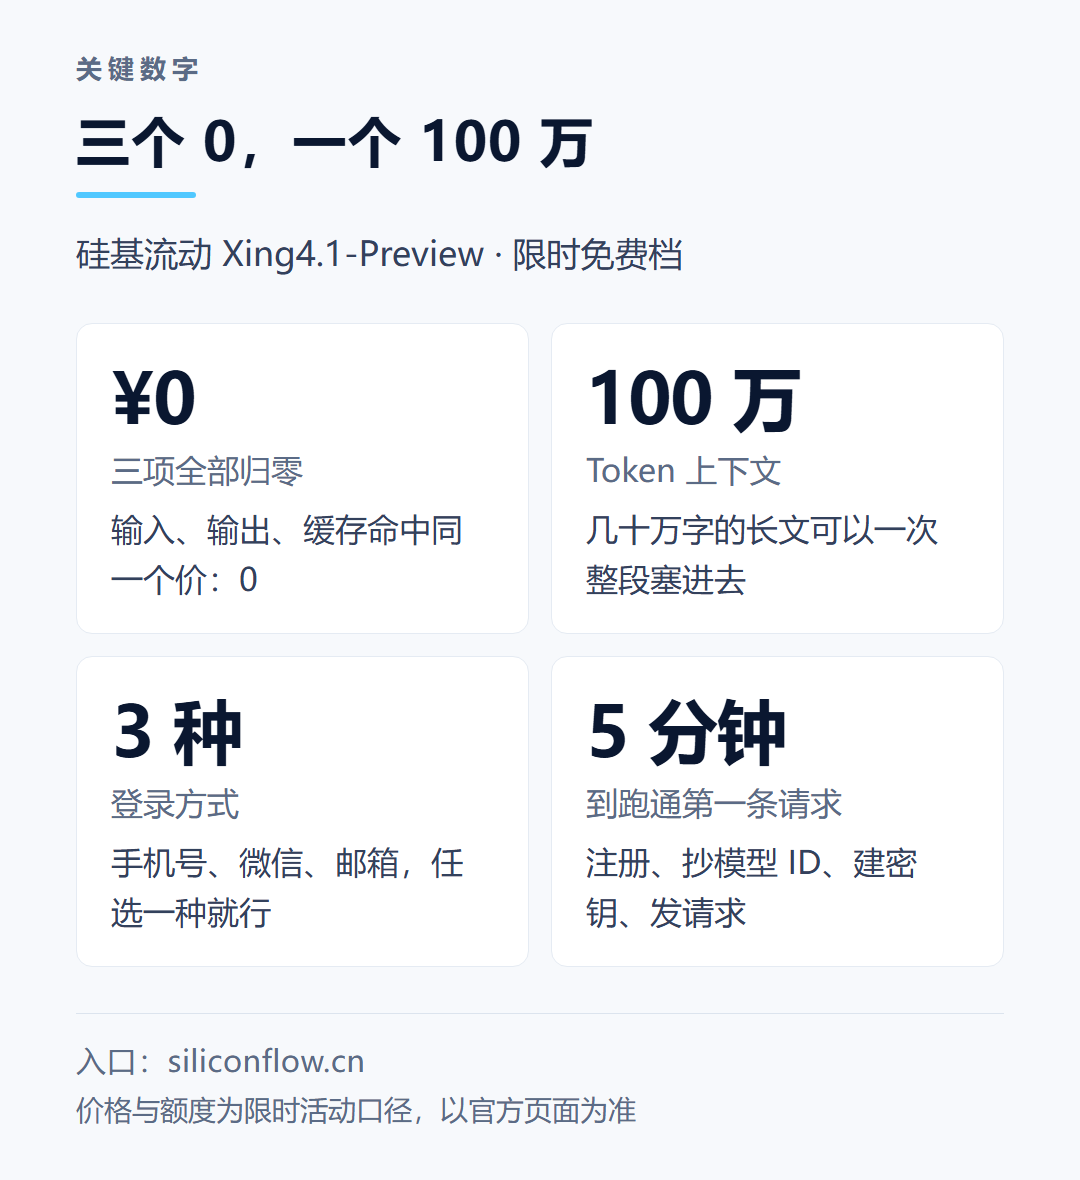 关键数字
三个 0，一个 100 万
硅基流动 Xing4.1-Preview · 限时免费档
¥0
三项全部归零
输入、输出、缓存命中同
一个价：0
100 万
Token 上下文
几十万字的长文可以一次
整段塞进去
3 种
登录方式
手机号、微信、邮箱，任
选一种就行
5 分钟
到跑通第一条请求
注册、抄模型 ID、建密
钥、发请求
入口：siliconflow.cn
价格与额度为限时活动口径，以官方页面为准